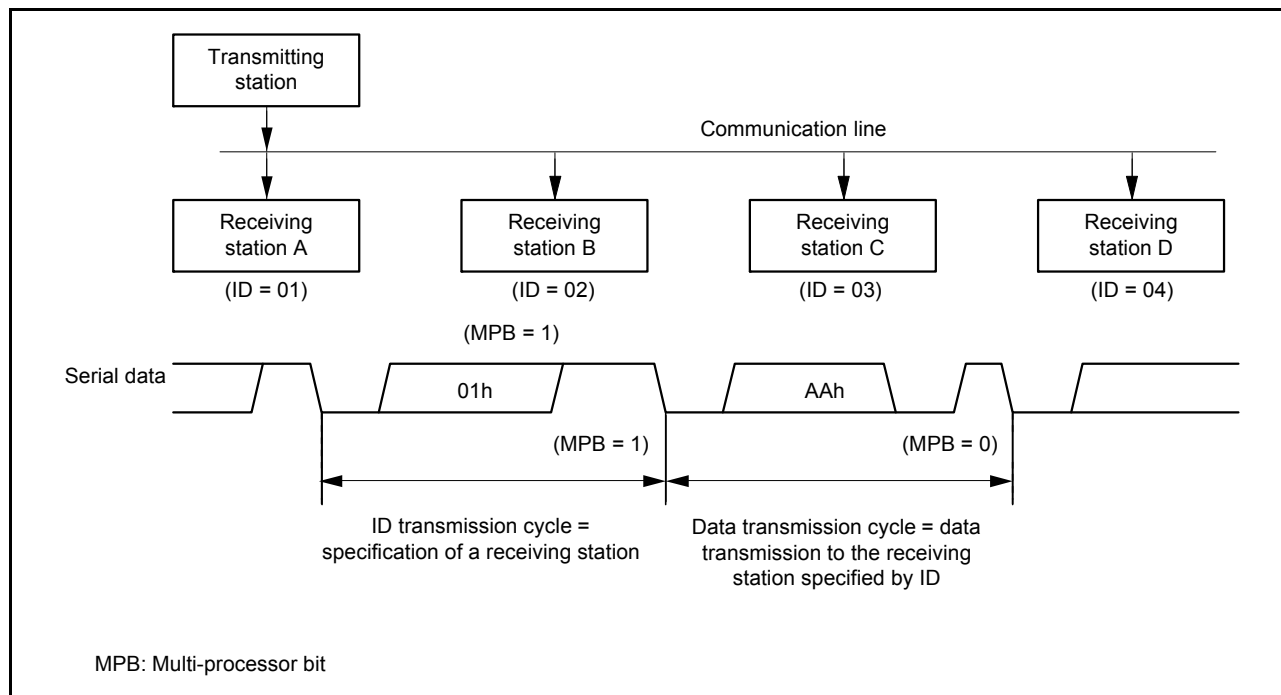 Transmitting
station
Communication line
Receiving
station A
Receiving
station B
Receiving
station C
Receiving
station D
(ID = 01)
(ID = 02)
(ID = 03)
(ID = 04)
(MPB = 1)
Serial data
01h
AAh
(MPB = 1)
(MPB = 0)
ID transmission cycle =
specification of a receiving station
Data transmission cycle = data
transmission to the receiving
station specified by ID
MPB: Multi-processor bit